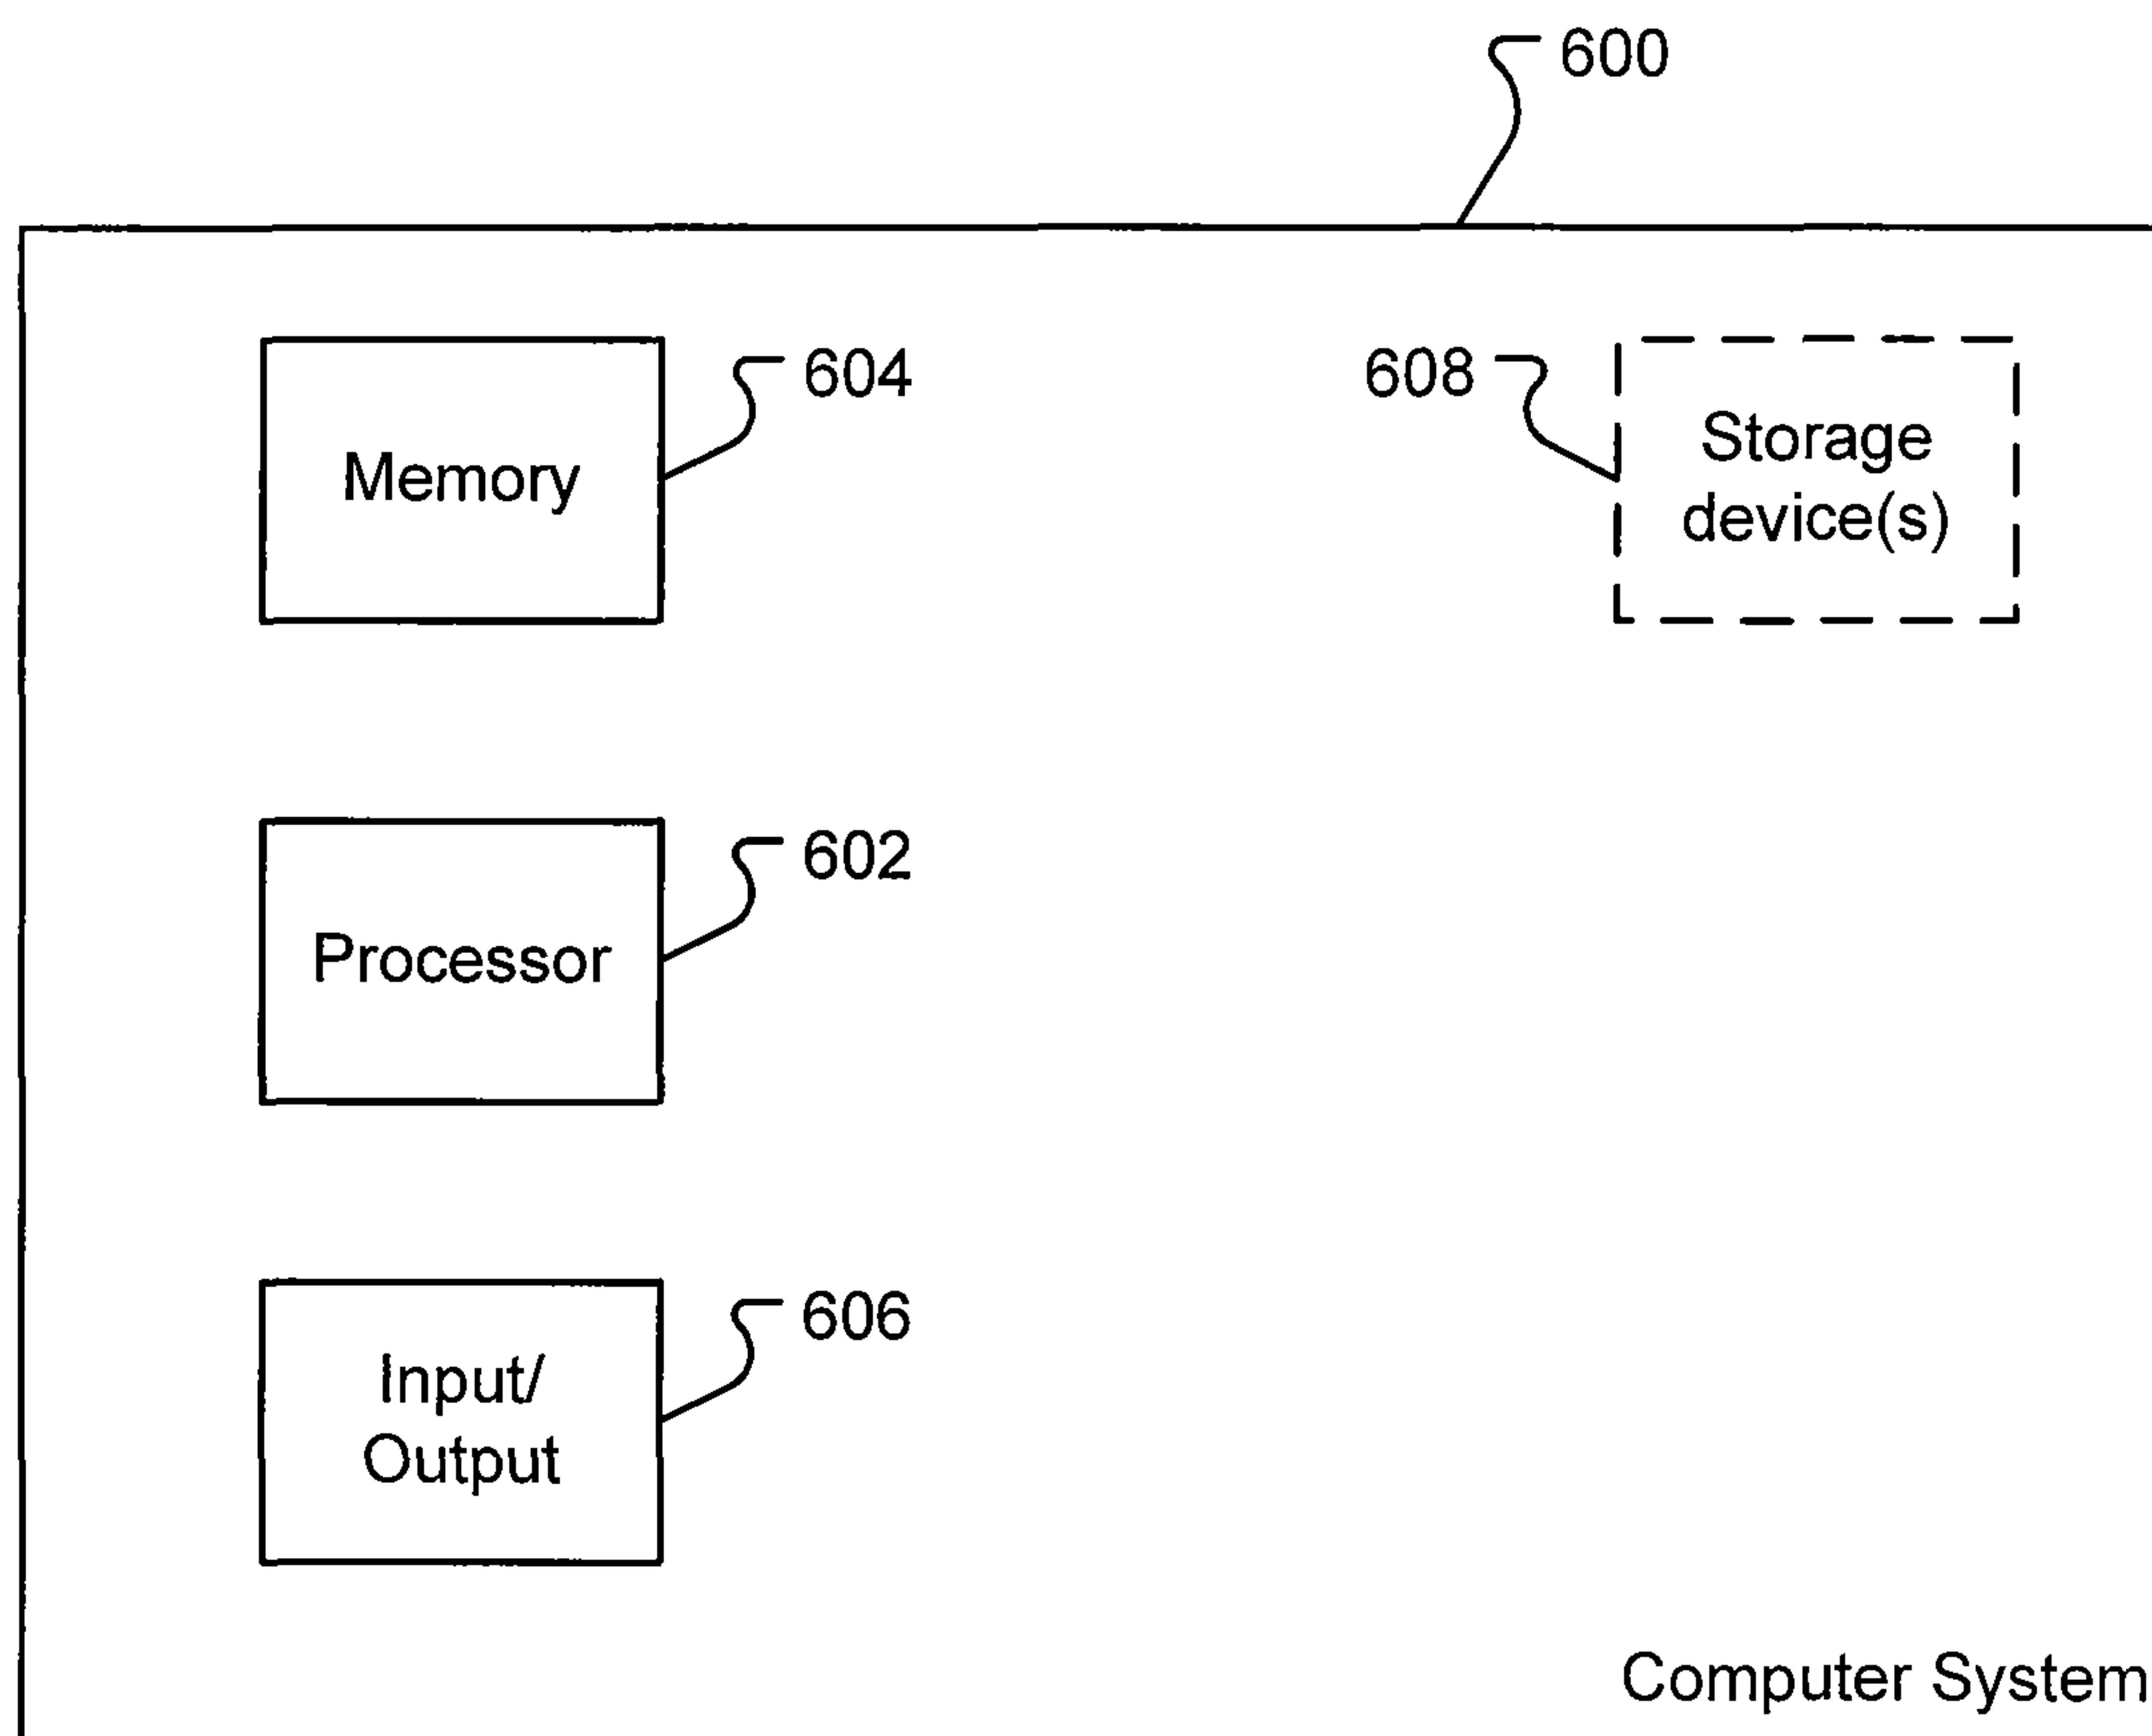 600
604
Memory
608
Storage
device(s)
602
Processor
606
Input/
Output
Computer System